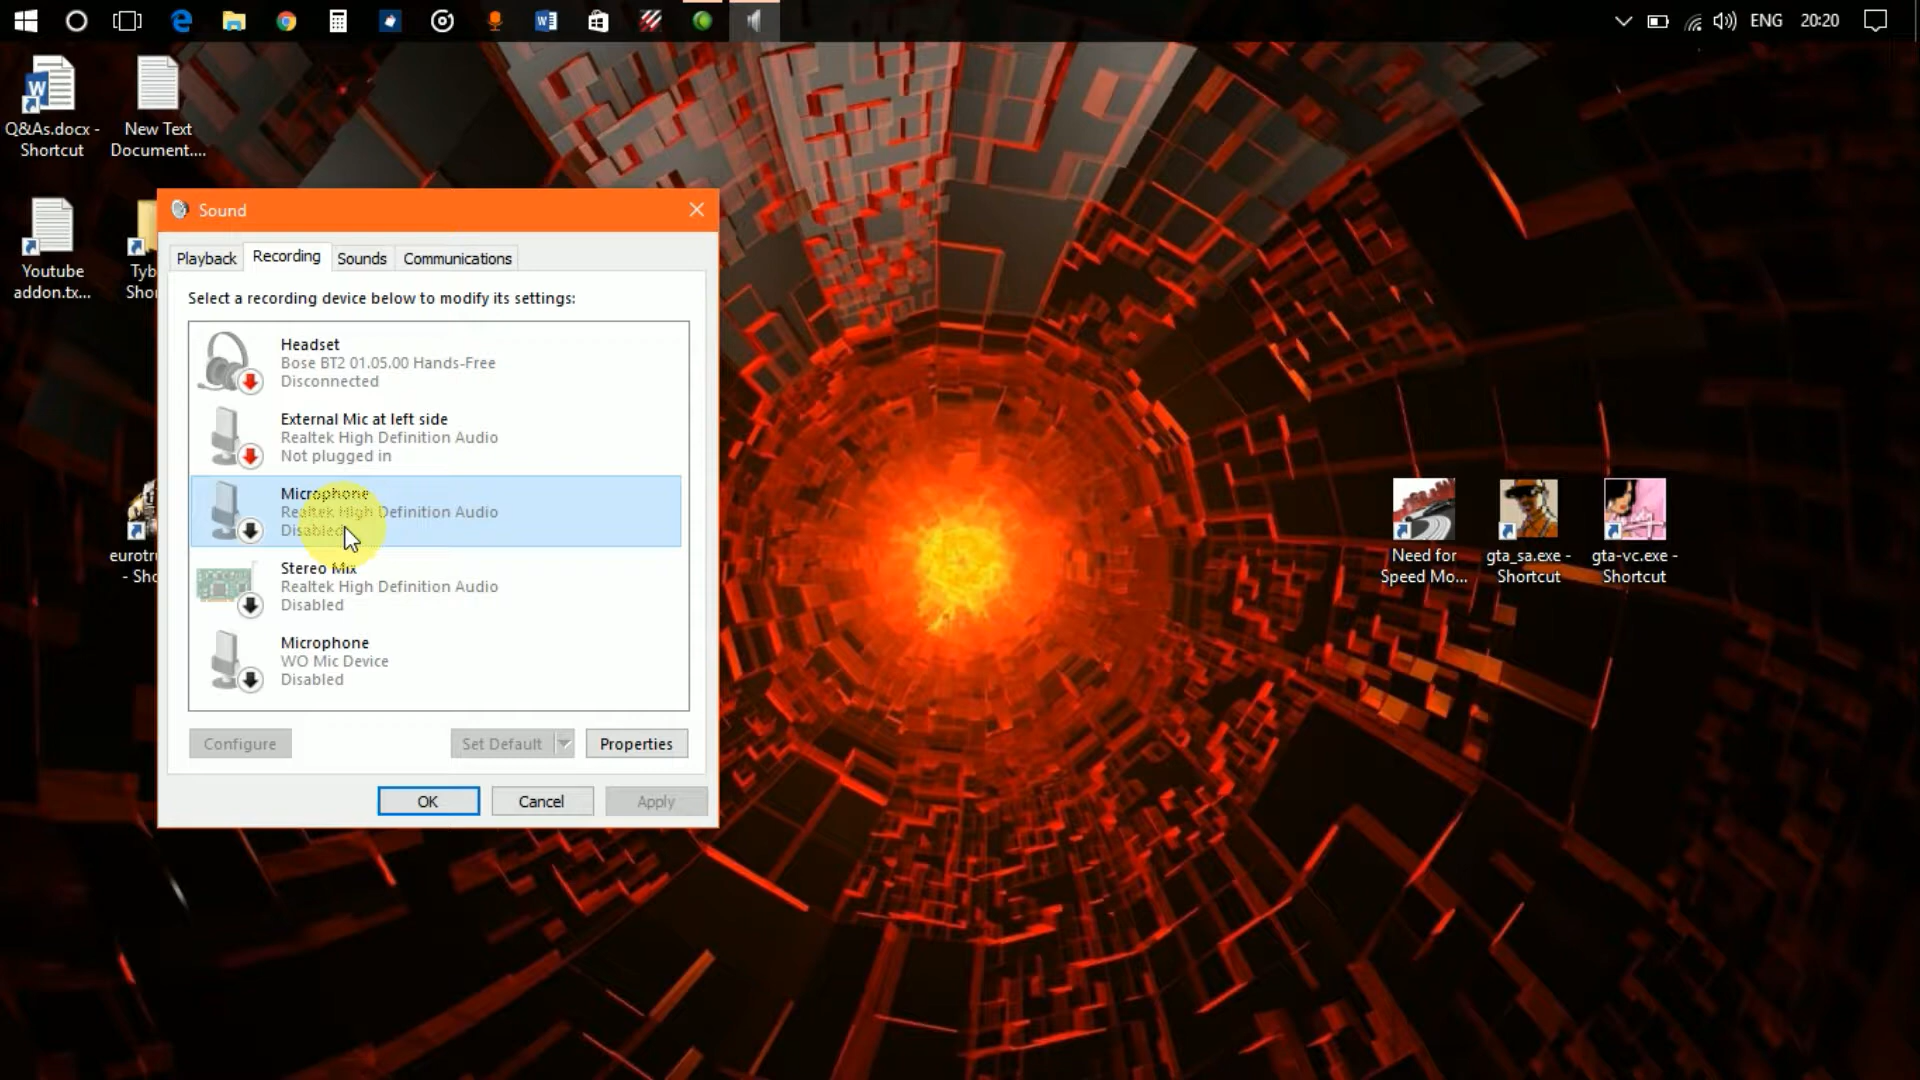 ENG 20:20
Q&As.docx -
Shortcut
New Text
Document....
Youtube
addon.tx...
Tyb
Sho
Sound
Playback Recording Sounds Communications
Select a recording device below to modify its settings:
Headset
Bose BT2 01.05.00 Hands-Free
Disconnected
External Mic at left side
Realtek High Definition Audio
Not plugged in
Microphone
Realtek High Definition Audio
Disabled
Stereo Mix
Realtek High Definition Audio
Disabled
Microphone
WO Mic Device
Disabled
Configure Set Default Properties
OK Cancel Apply
eurotru
- Sho
Need for
Speed Mo...
gta_sa.exe -
Shortcut
gta-vc.exe -
Shortcut